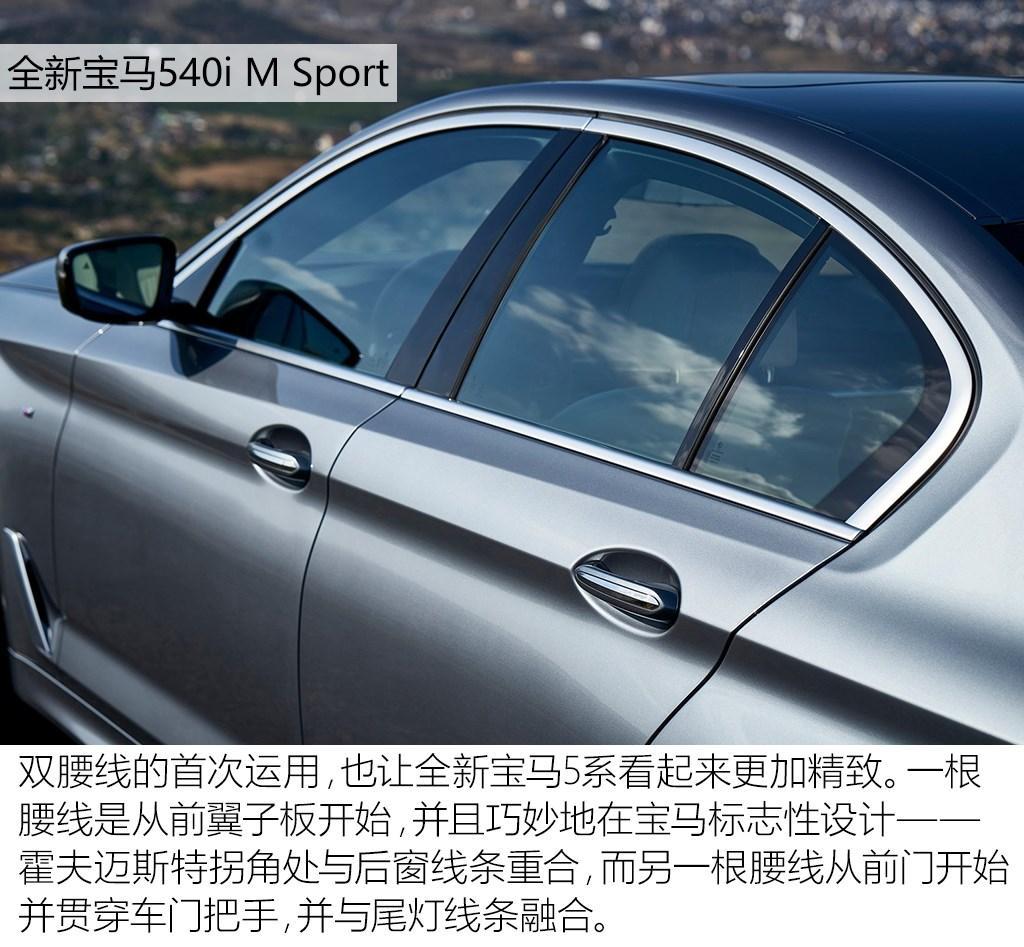 全新宝马540i M Sport
双腰线的首次运用,也让全新宝马5系看起来更加精致。一根
腰线是从前翼子板开始,并且巧妙地在宝马标志性设计——
霍夫迈斯特拐角处与后窗线条重合,而另一根腰线从前门开始
并贯穿车门把手,并与尾灯线条融合。